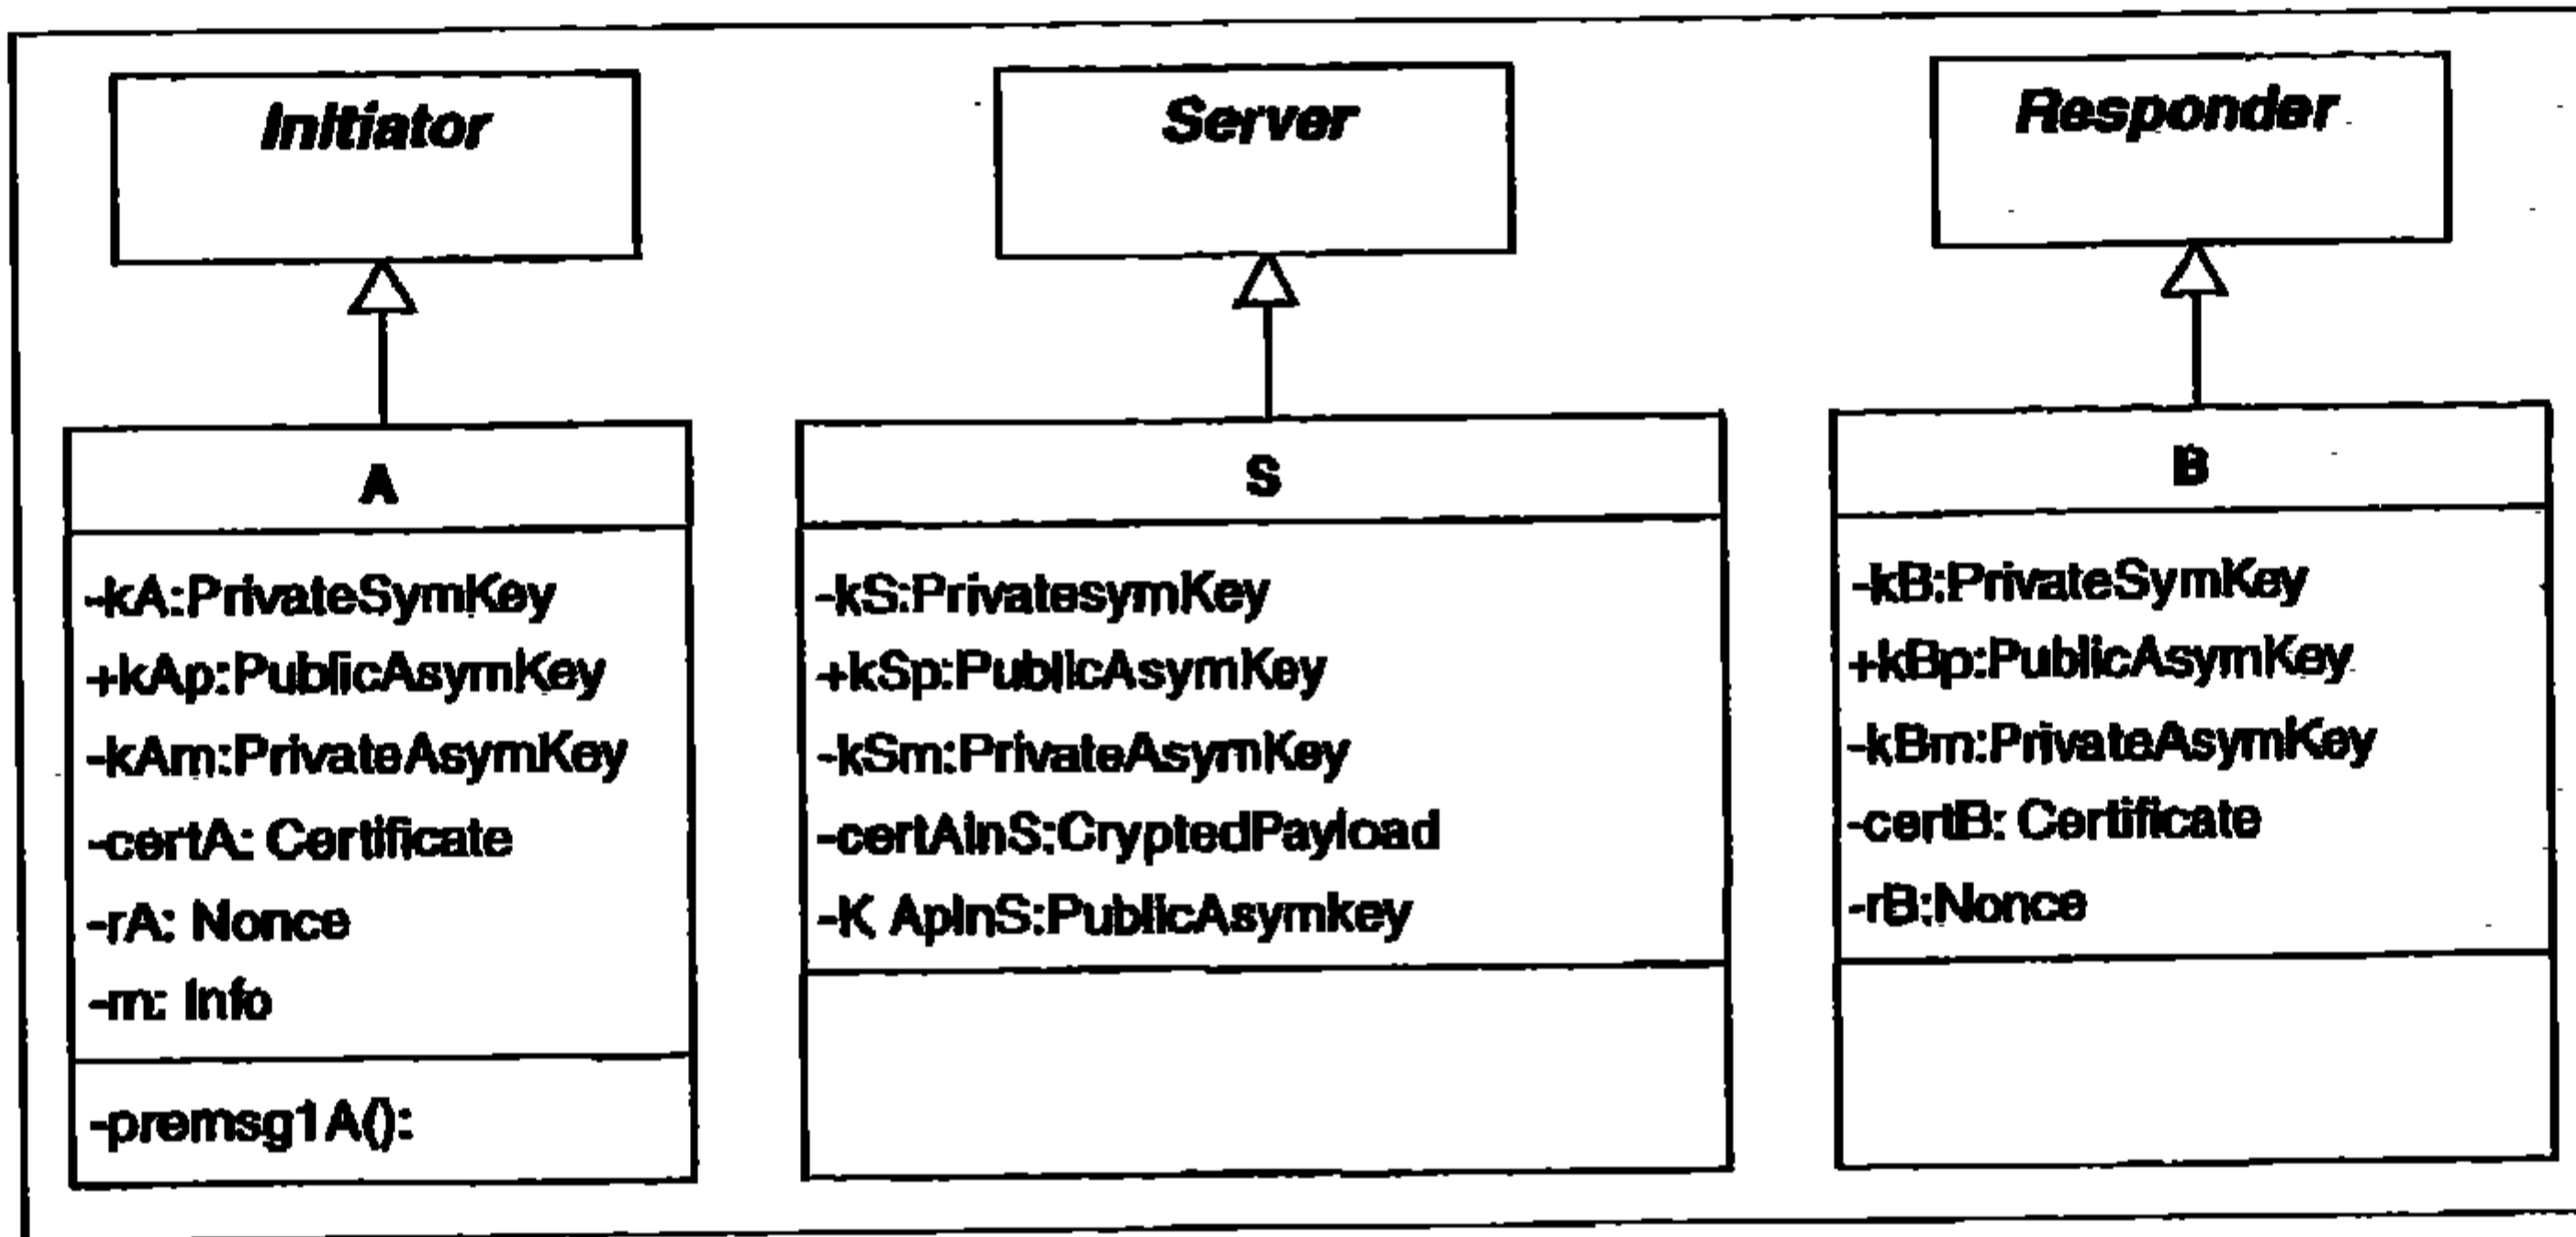 Initiator
Server
Responder
A
-kA:PrivateSymKey
+kAp:PublicAsymKey
-kAm:PrivateAsymKey
-certA: Certificate
-rA: Nonce
-m: Info
-premsg1A():
S
-kS:PrivatesymKey
+kSp:PublicAsymKey
-kSm:PrivateAsymKey
-certAinS:CryptedPayload
-K ApInS:PublicAsymkey
B
-kB:PrivateSymKey
+kBp:PublicAsymKey
-kBm:PrivateAsymKey
-certB: Certificate
-rB:Nonce